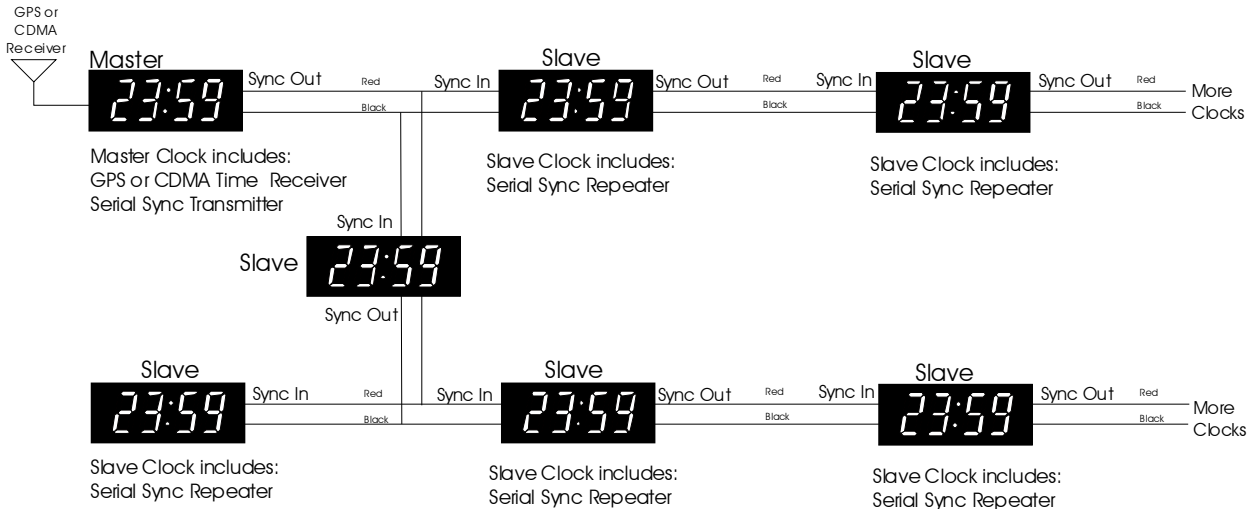 GPS or
CDMA
Receiver
Master
23:59
Sync Out
Red
Black
Sync In
Slave
23:59
Sync Out
Red
Black
Sync In
Slave
23:59
Sync Out
Red
Black
More
Clocks
Master Clock includes:
GPS or CDMA Time Receiver
Serial Sync Transmitter
Slave Clock includes:
Serial Sync Repeater
Slave Clock includes:
Serial Sync Repeater
Sync In
Slave
23:59
Sync Out
Slave
23:59
Sync In
Red
Black
Sync In
Slave
23:59
Sync Out
Red
Black
Sync In
Slave
23:59
Sync Out
Red
Black
More
Clocks
Slave Clock includes:
Serial Sync Repeater
Slave Clock includes:
Serial Sync Repeater
Slave Clock includes:
Serial Sync Repeater